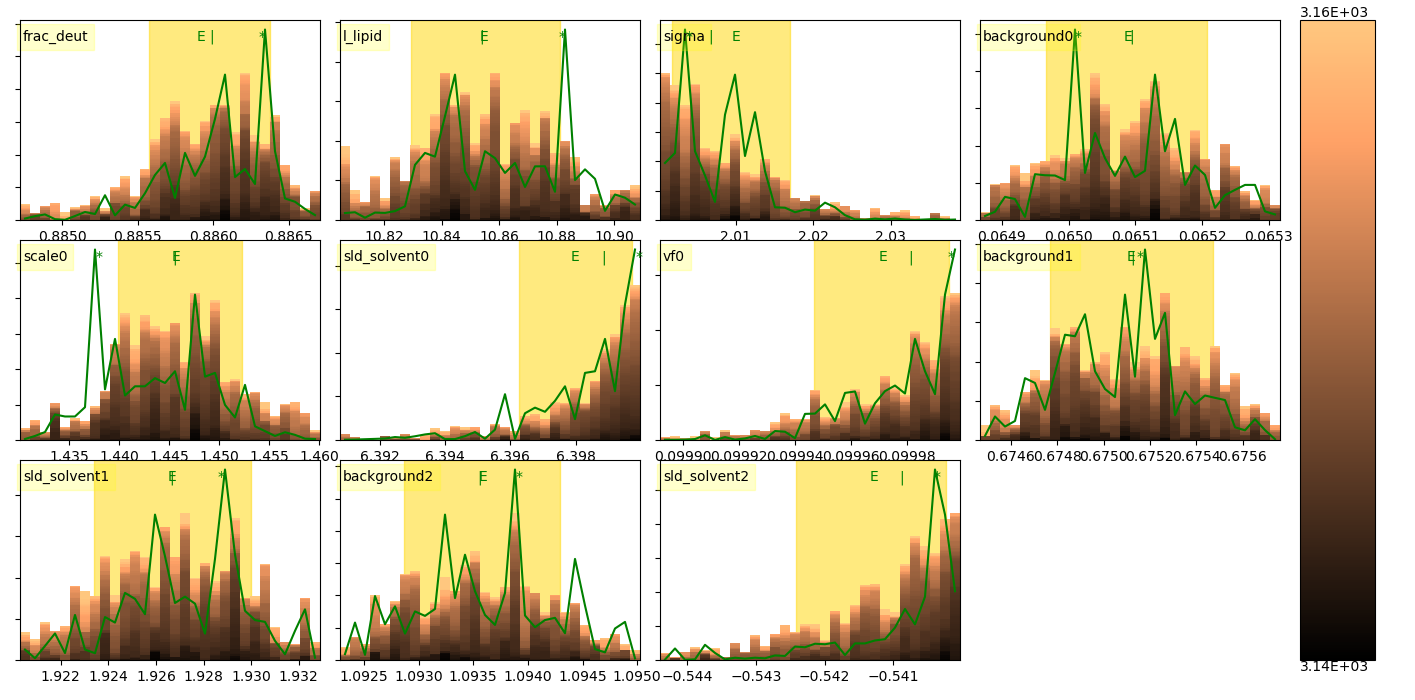 3.16E+03
frac_deut E | *
l_lipid E | *
sigma * | E
background0 * E |
0.8850 0.8855 0.8860 0.8865
10.82 10.84 10.86 10.88 10.90
2.01 2.02 2.03
0.0649 0.0650 0.0651 0.0652 0.0653
scale0 * E |
sld_solvent0 E | *
vf0 E | *
background1 E | *
1.435 1.440 1.445 1.450 1.455 1.460
6.392 6.394 6.396 6.398
0.09990 0.09992 0.09994 0.09996 0.09998
0.6746 0.6748 0.6750 0.6752 0.6754 0.6756
sld_solvent1 E | *
background2 E | *
sld_solvent2 E | *
3.14E+03
1.922 1.924 1.926 1.928 1.930 1.932
1.0925 1.0930 1.0935 1.0940 1.0945 1.0950
−0.544 −0.543 −0.542 −0.541